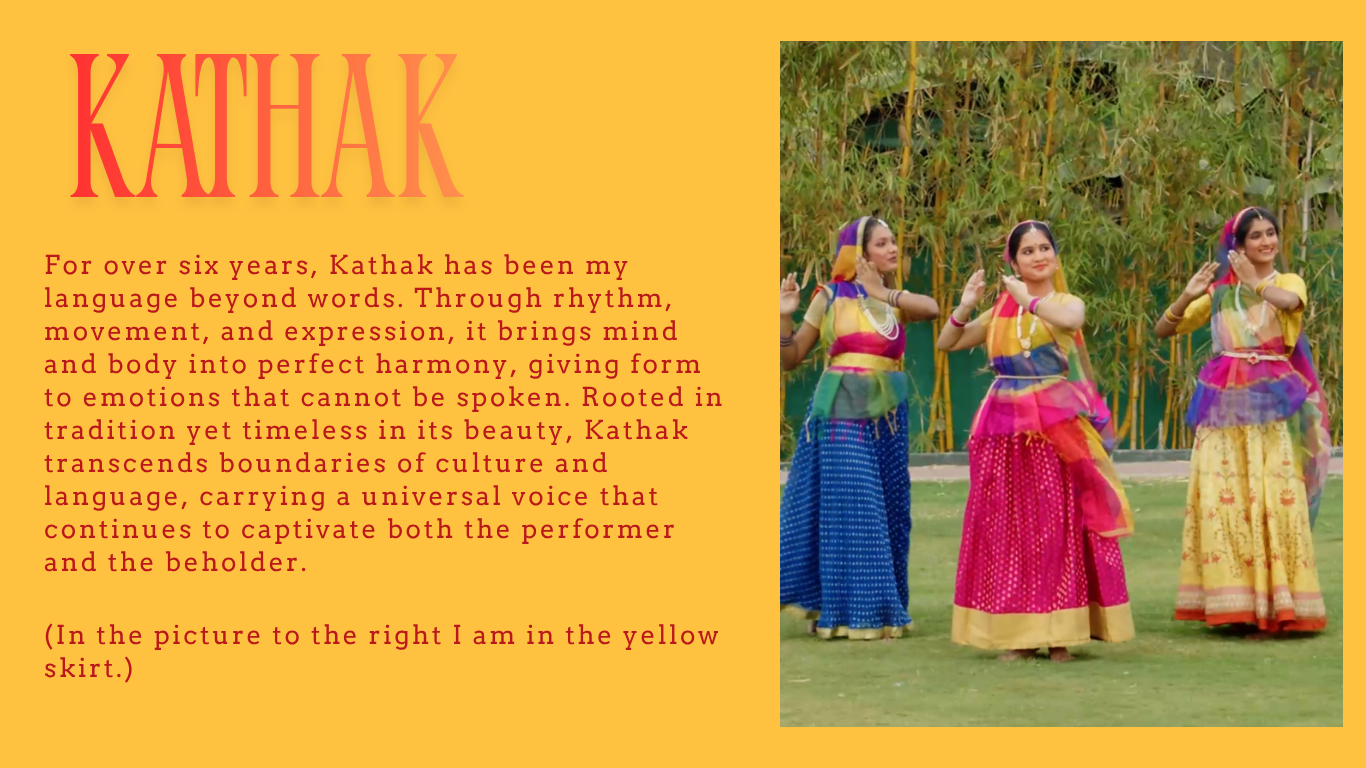 KATHAK
For over six years, Kathak has been my
language beyond words. Through rhythm,
movement, and expression, it brings mind
and body into perfect harmony, giving form
to emotions that cannot be spoken. Rooted in
tradition yet timeless in its beauty, Kathak
transcends boundaries of culture and
language, carrying a universal voice that
continues to captivate both the performer
and the beholder.
(In the picture to the right I am in the yellow
skirt.)